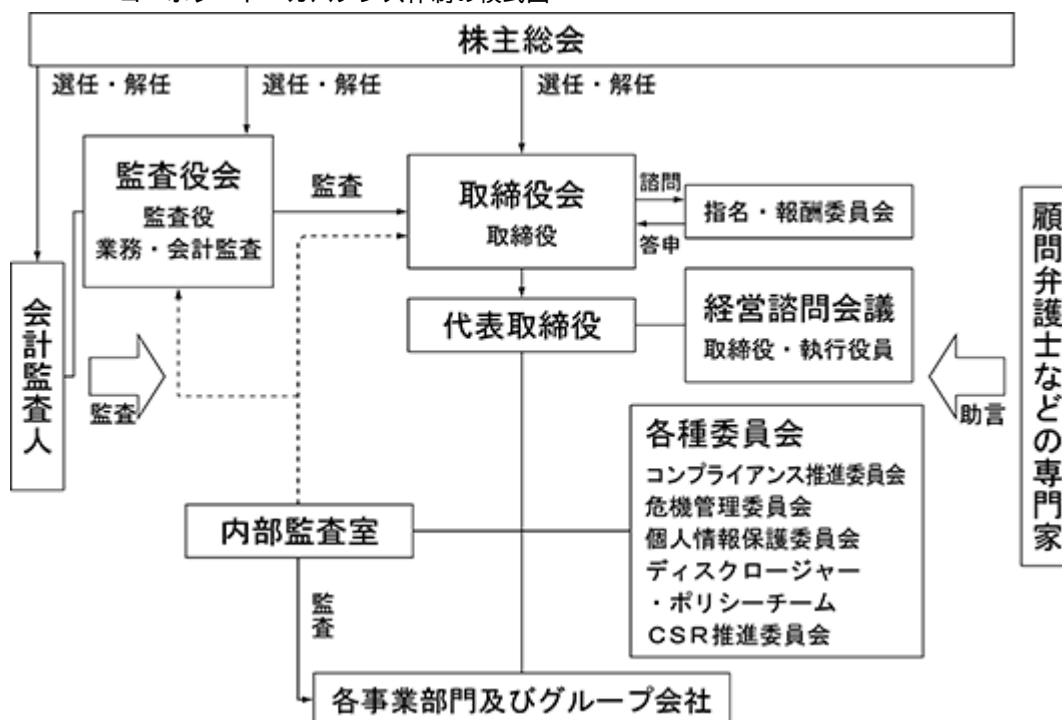 株主総会
選任・解任
選任・解任
選任・解任
監査役会
監査役
業務・会計監査
監査
取締役会
取締役
諮問
答申
指名・報酬委員会
会計監査人
監査
代表取締役
経営諮問会議
取締役・執行役員
助言
顧問弁護士などの専門家
各種委員会
コンプライアンス推進委員会
危機管理委員会
個人情報保護委員会
ディスクロージャー
・ポリシーチーム
CSR推進委員会
内部監査室
監査
各事業部門及びグループ会社